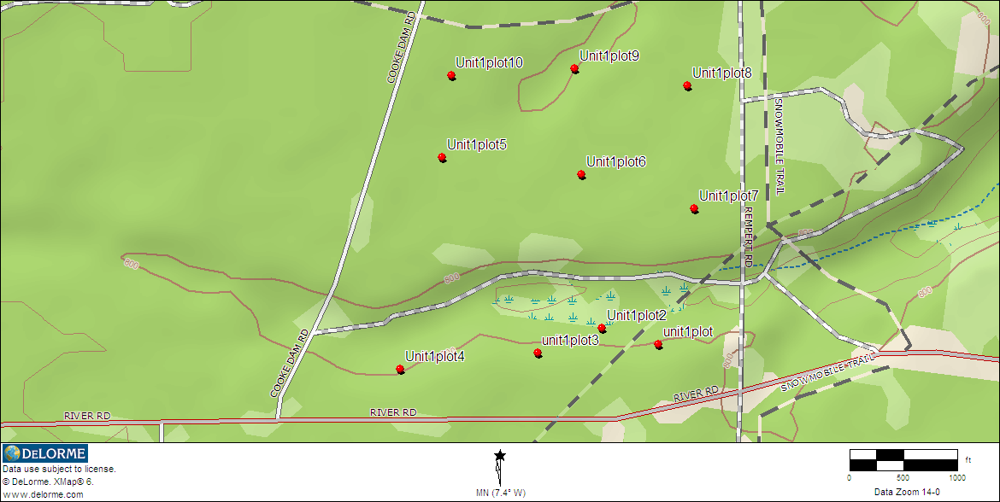 COOKE DAM RD
800
Unit1plot10
Unit1plot9
Unit1plot8
SNOWMOBILE TRAIL
Unit1plot5
Unit1plot6
Unit1plot7
REMPERT RD
800
800
800
800
Unit1plot2
unit1plot
unit1plot3
Unit1plot4
COOKE DAM RD
800
SNOWMOBILE TRAIL
RIVER RD
RIVER RD
RIVER RD
DELORME
Data use subject to license.
© DeLorme. XMap® 6.
www.delorme.com
MN (7.4° W)
ft
0 500 1000
Data Zoom 14-0